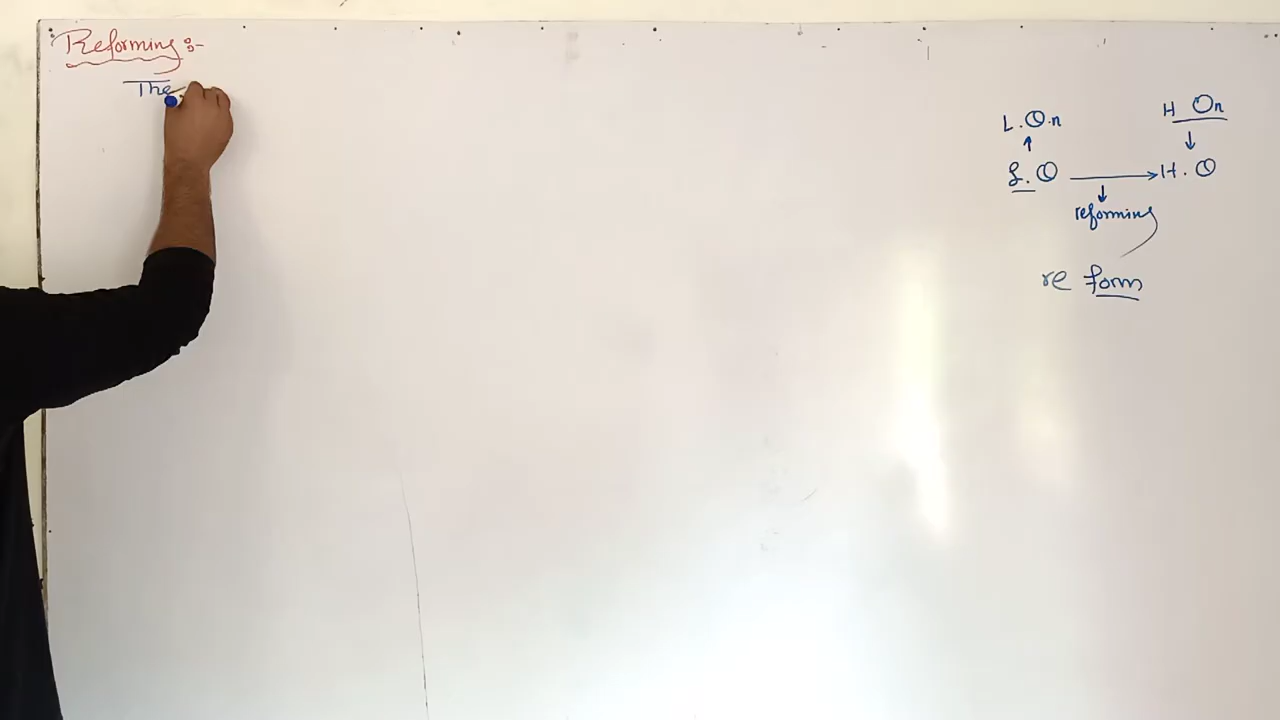 Reforming :-
The
L.O.n
H On
L.O → H.O
reforming
re form